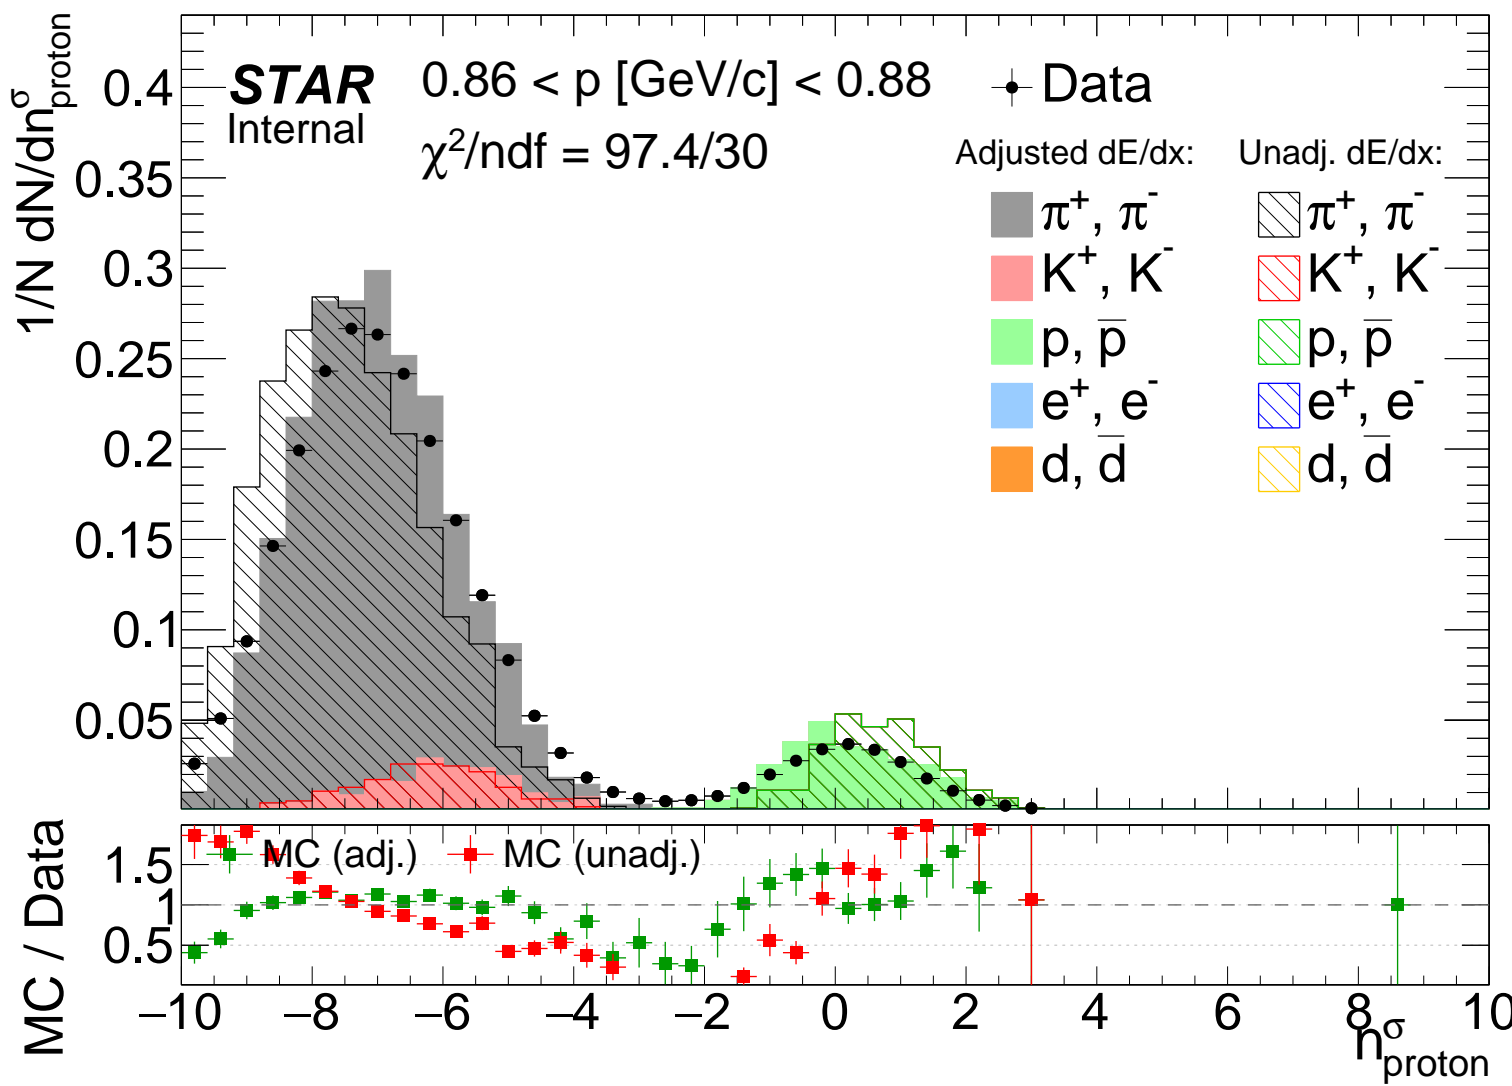 1/N dN/dn^σ_proton
0.4
0.35
0.3
0.25
0.2
0.15
0.1
0.05
STAR
Internal
0.86 < p [GeV/c] < 0.88
χ²/ndf = 97.4/30
Data
Adjusted dE/dx:
Unadj. dE/dx:
π⁺, π⁻
π⁺, π⁻
K⁺, K⁻
K⁺, K⁻
p, p̅
p, p̅
e⁺, e⁻
e⁺, e⁻
d, d̅
d, d̅
MC / Data
1.5
1
0.5
MC (adj.)
MC (unadj.)
−10 −8 −6 −4 −2 0 2 4 6 8 10
n^σ_proton